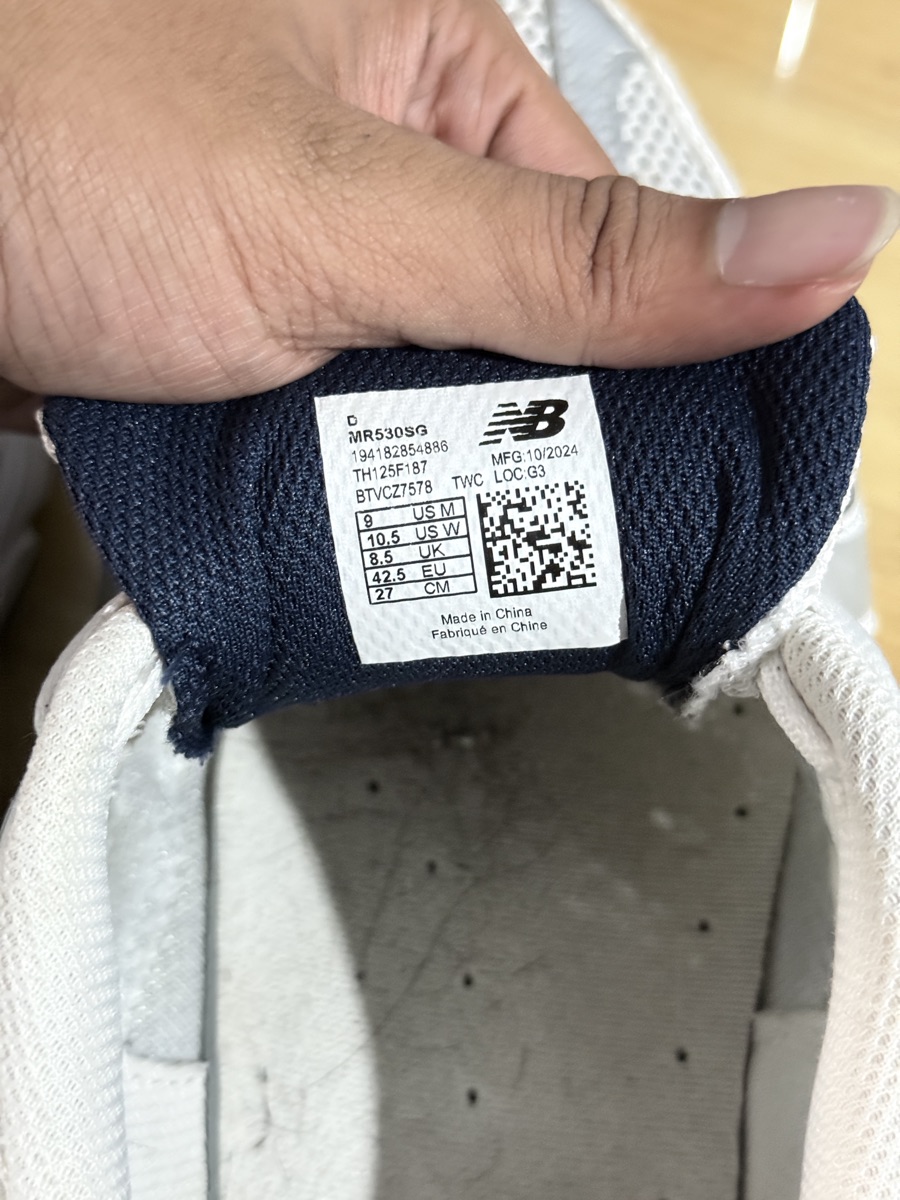 D
MR530SG
NB
194182854886
MFG:10/2024
TH125F187
BTVCZ7578 TWC LOC:G3
9 US M
10.5 US W
8.5 UK
42.5 EU
27 CM
Made in China
Fabriqué en Chine